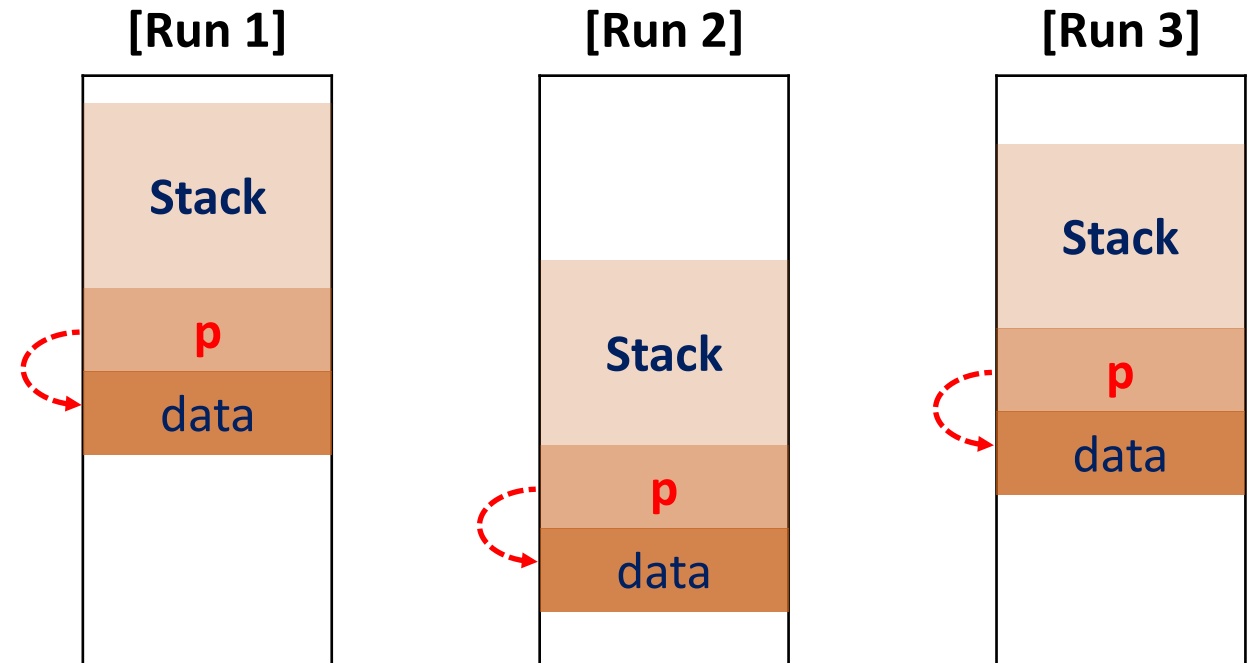 [Run 1]
[Run 2]
[Run 3]
Stack
p
data
Stack
p
data
Stack
p
data